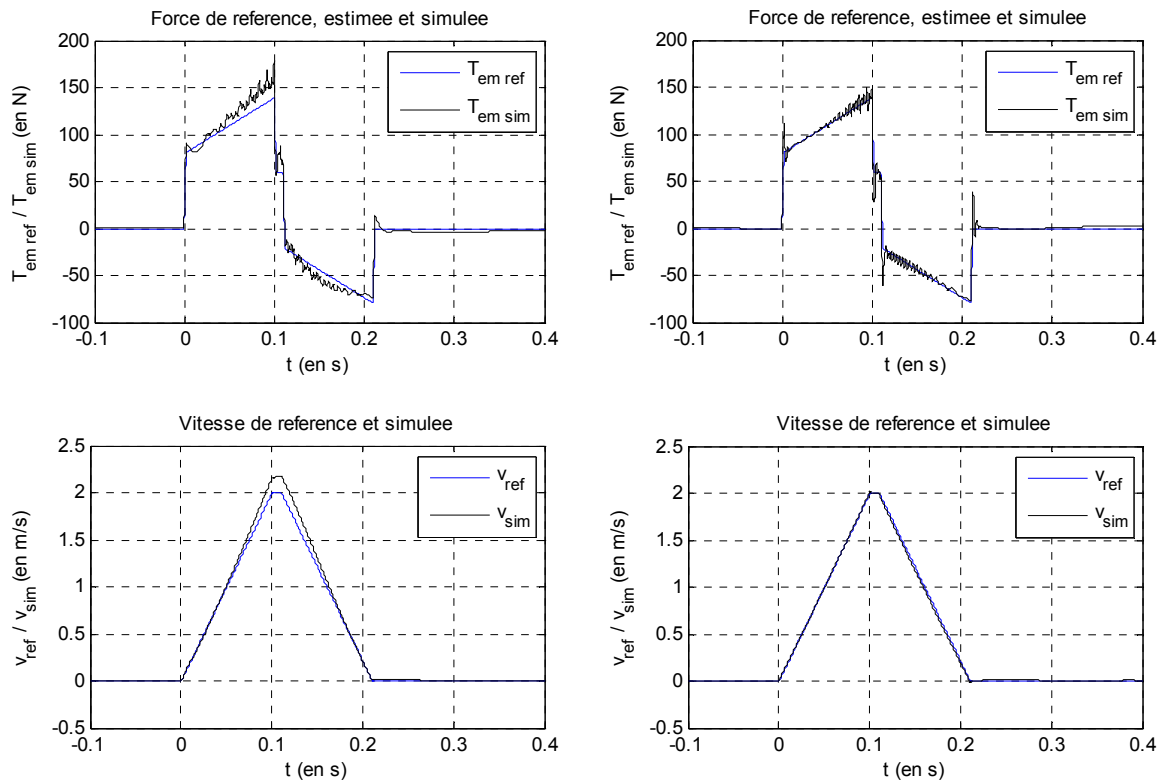 Force de reference, estimee et simulee
T_em ref / T_em sim (en N)
200
150
100
50
0
-50
-100
T_em ref
T_em sim
-0.1 0 0.1 0.2 0.3 0.4
t (en s)
Force de reference, estimee et simulee
T_em ref / T_em sim (en N)
200
150
100
50
0
-50
-100
T_em ref
T_em sim
-0.1 0 0.1 0.2 0.3 0.4
t (en s)
Vitesse de reference et simulee
v_ref / v_sim (en m/s)
2.5
2
1.5
1
0.5
0
-0.5
v_ref
v_sim
-0.1 0 0.1 0.2 0.3 0.4
t (en s)
Vitesse de reference et simulee
v_ref / v_sim (en m/s)
2.5
2
1.5
1
0.5
0
-0.5
v_ref
v_sim
-0.1 0 0.1 0.2 0.3 0.4
t (en s)